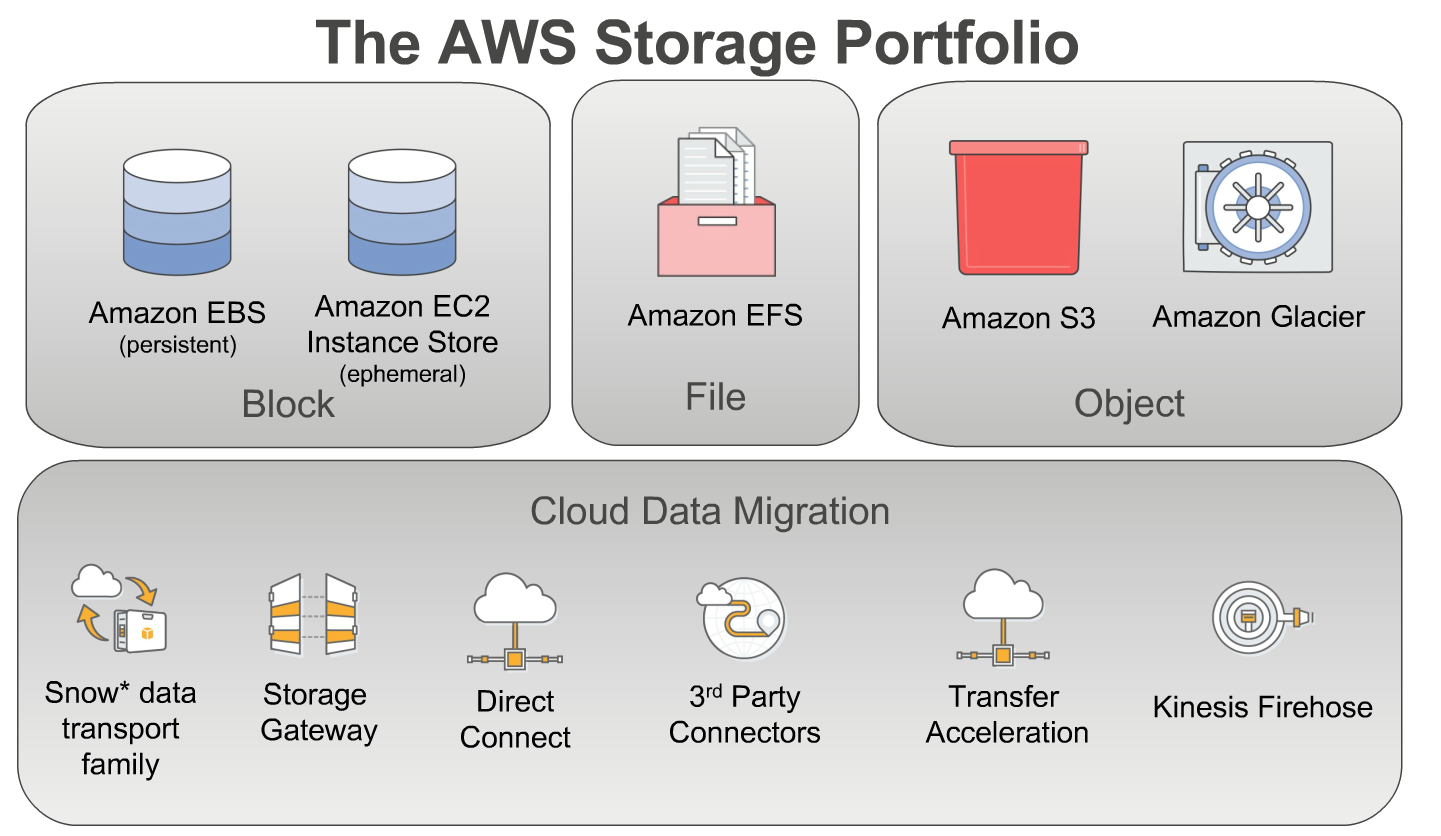 The AWS Storage Portfolio
Amazon EBS
(persistent)
Amazon EC2
Instance Store
(ephemeral)
Block
Amazon EFS
File
Amazon S3
Amazon Glacier
Object
Cloud Data Migration
Snow* data
transport
family
Storage
Gateway
Direct
Connect
3rd Party
Connectors
Transfer
Acceleration
Kinesis Firehose